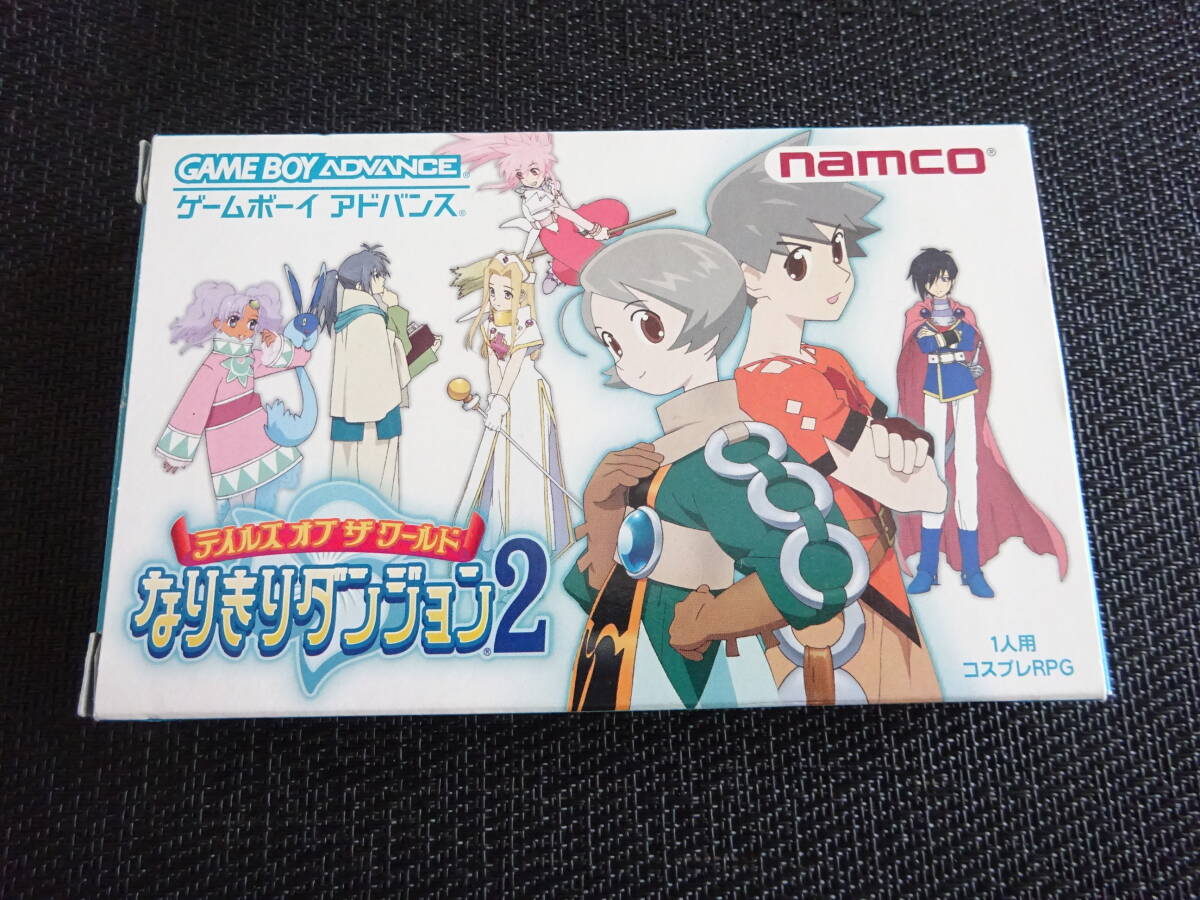 GAME BOY ADVANCE®
ゲームボーイ アドバンス®
namco®
テイルズ オブ ザ ワールド
なりきりダンジョン®2
1人用
コスプレRPG